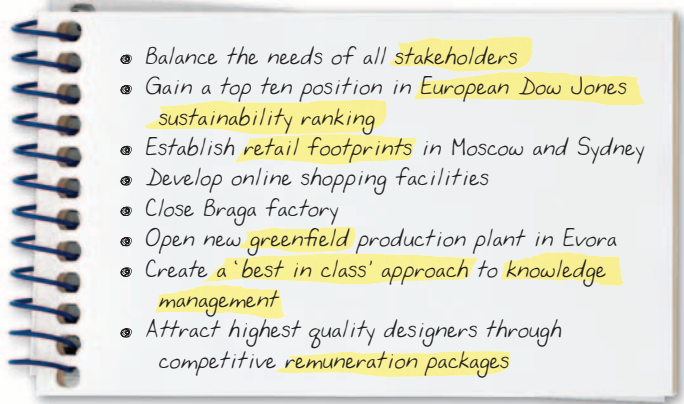 • Balance the needs of all stakeholders
• Gain a top ten position in European Dow Jones
sustainability ranking
• Establish retail footprints in Moscow and Sydney
• Develop online shopping facilities
• Close Braga factory
• Open new greenfield production plant in Evora
• Create a 'best in class' approach to knowledge
management
• Attract highest quality designers through
competitive remuneration packages